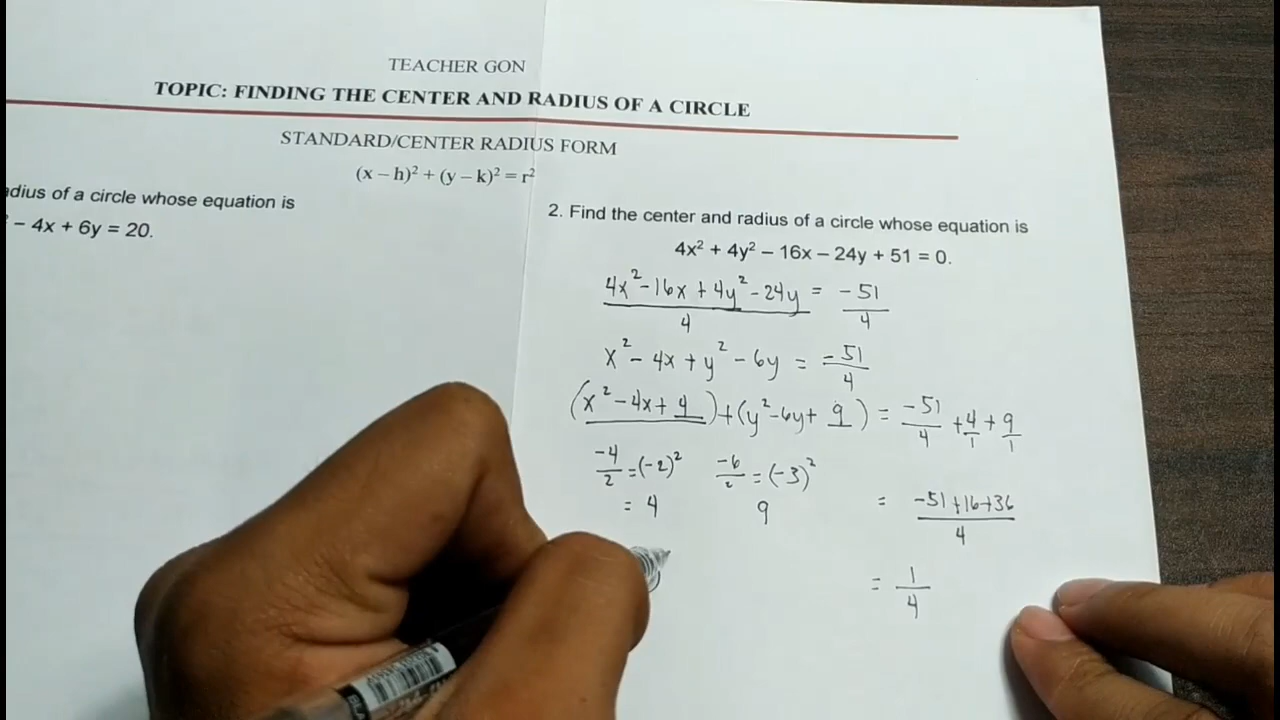 TEACHER GON
TOPIC: FINDING THE CENTER AND RADIUS OF A CIRCLE
STANDARD/CENTER RADIUS FORM
(x – h)² + (y – k)² = r²
of a circle whose equation is
– 4x + 6y = 20.
2. Find the center and radius of a circle whose equation is
4x² + 4y² – 16x – 24y + 51 = 0.
4x² - 16x + 4y² - 24y = -51
4 4
x² - 4x + y² - 6y = -51
4
(x² - 4x + 4) + (y² - 6y + 9) = -51/4 + 4/1 + 9/1
-4/2 = (-2)² -6/2 = (-3)²
= 4 9 = -51+16+36
4
= 1/4